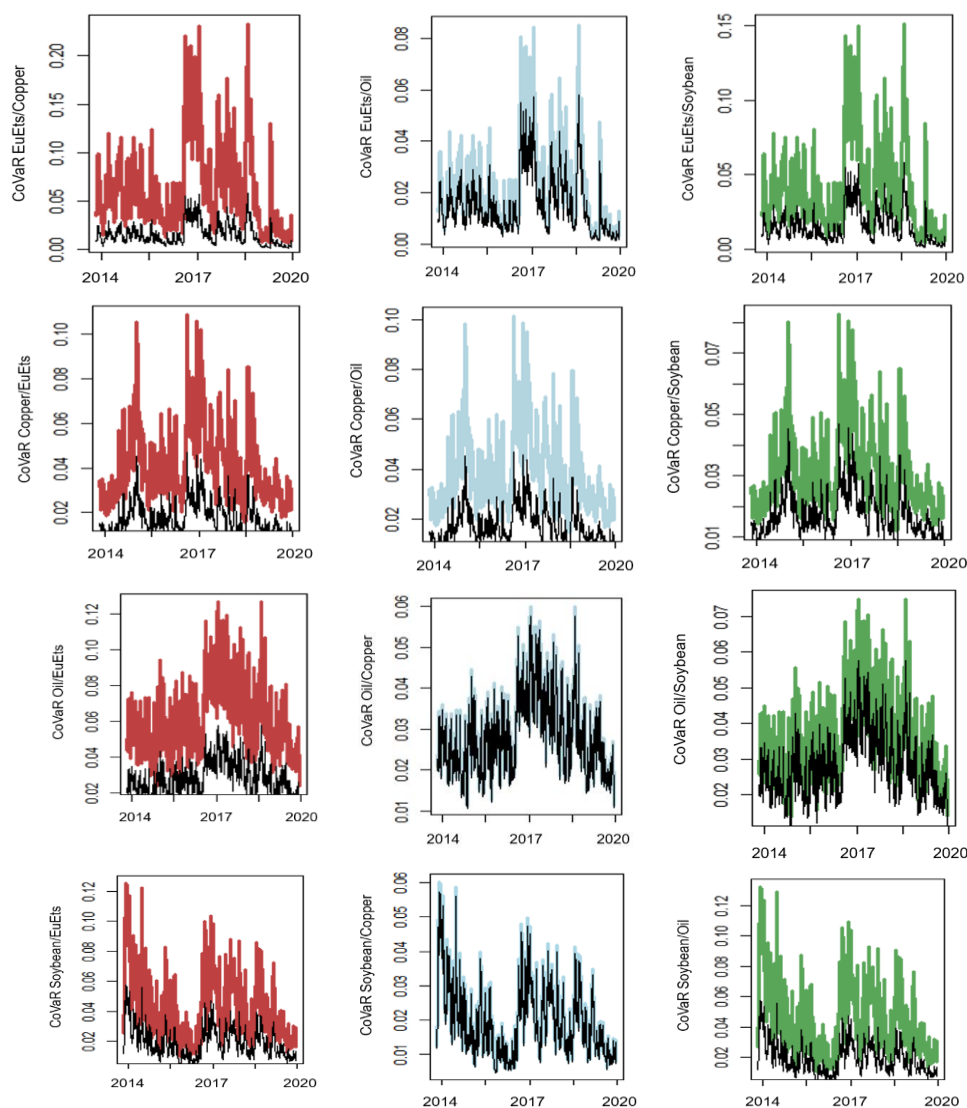 CoVaR EuEts/Copper
0.00 0.05 0.10 0.15 0.20
2014 2017 2020
CoVaR EuEts/Oil
0.00 0.02 0.04 0.06 0.08
2014 2017 2020
CoVaR EuEts/Soybean
0.00 0.05 0.10 0.15
2014 2017 2020
CoVaR Copper/EuEts
0.02 0.04 0.06 0.08 0.10
2014 2017 2020
CoVaR Copper/Oil
0.02 0.04 0.06 0.08 0.10
2014 2017 2020
CoVaR Copper/Soybean
0.01 0.03 0.05 0.07
2014 2017 2020
CoVaR Oil/EuEts
0.02 0.04 0.06 0.08 0.10 0.12
2014 2017 2020
CoVaR Oil/Copper
0.01 0.02 0.03 0.04 0.05 0.06
2014 2017 2020
CoVaR Oil/Soybean
0.02 0.03 0.04 0.05 0.06 0.07
2014 2017 2020
CoVaR Soybean/EuEts
0.02 0.04 0.06 0.08 0.10 0.12
2014 2017 2020
CoVaR Soybean/Copper
0.01 0.02 0.03 0.04 0.05 0.06
2014 2017 2020
CoVaR Soybean/Oil
0.02 0.04 0.06 0.08 0.10 0.12
2014 2017 2020